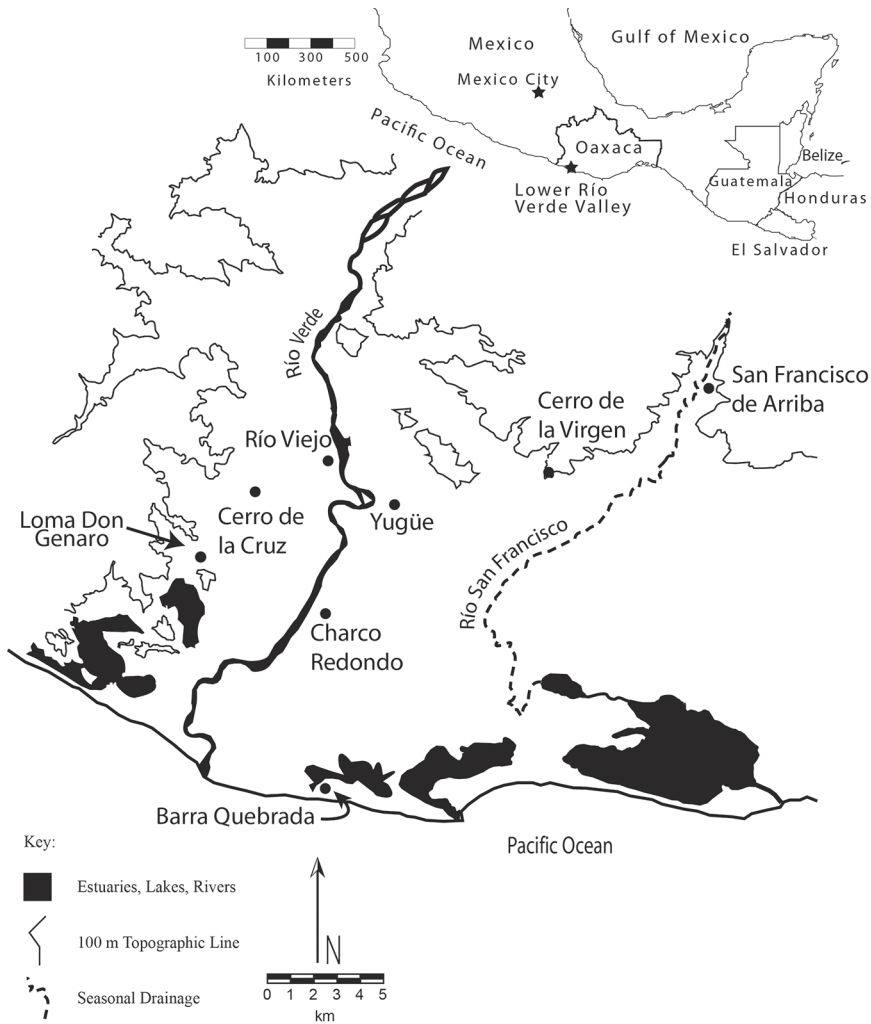 100 300 500
Kilometers
Mexico
Gulf of Mexico
Mexico City
Pacific Ocean
Oaxaca
Belize
Guatemala
Honduras
Lower Río
Verde Valley
El Salvador
Río Verde
San Francisco
de Arriba
Cerro de
la Virgen
Río Viejo
Loma Don
Genaro
Cerro de
la Cruz
Yugüe
Río San Francisco
Charco
Redondo
Barra Quebrada
Pacific Ocean
Key:
Estuaries, Lakes, Rivers
100 m Topographic Line
Seasonal Drainage
N
0 1 2 3 4 5
km